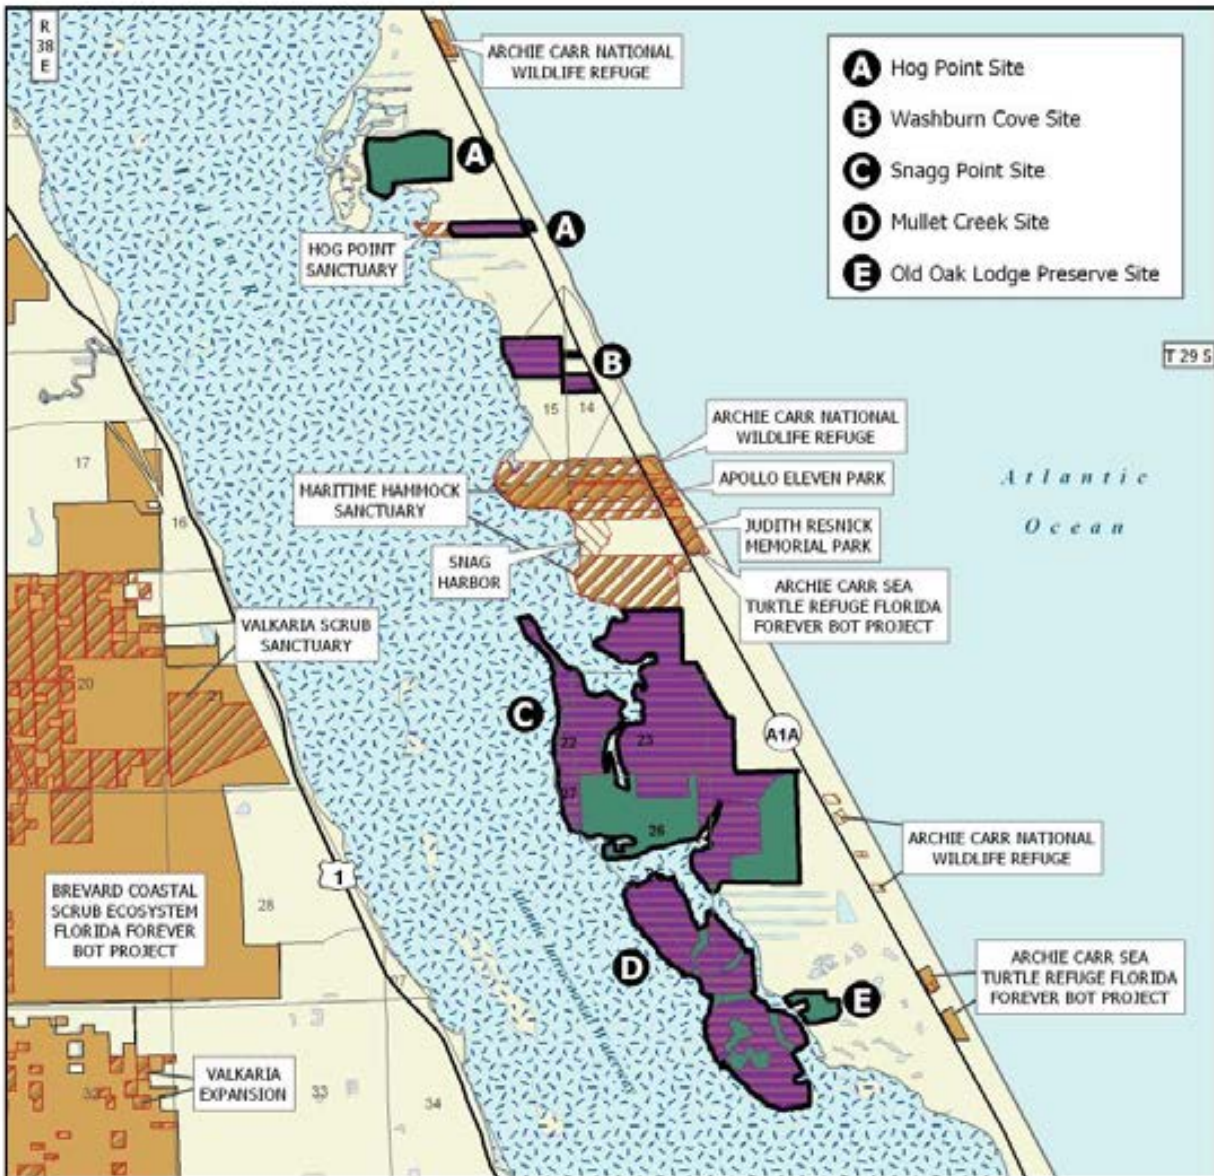 R
38
E
ARCHIE CARR NATIONAL
WILDLIFE REFUGE
A Hog Point Site
B Washburn Cove Site
C Snagg Point Site
D Mullet Creek Site
E Old Oak Lodge Preserve Site
A
A
HOG POINT
SANCTUARY
T 29 S
B
15
14
ARCHIE CARR NATIONAL
WILDLIFE REFUGE
17
APOLLO ELEVEN PARK
Atlantic
Ocean
MARITIME HAMMOCK
SANCTUARY
16
JUDITH RESNICK
MEMORIAL PARK
SNAG
HARBOR
ARCHIE CARR SEA
TURTLE REFUGE FLORIDA
FOREVER BOT PROJECT
VALKARIA SCRUB
SANCTUARY
20
21
C
22
23
A1A
27
26
ARCHIE CARR NATIONAL
WILDLIFE REFUGE
1
BREVARD COASTAL
SCRUB ECOSYSTEM
FLORIDA FOREVER
BOT PROJECT
28
Atlantic Intracoastal Waterway
D
ARCHIE CARR SEA
TURTLE REFUGE FLORIDA
FOREVER BOT PROJECT
27
E
VALKARIA
EXPANSION
33
34